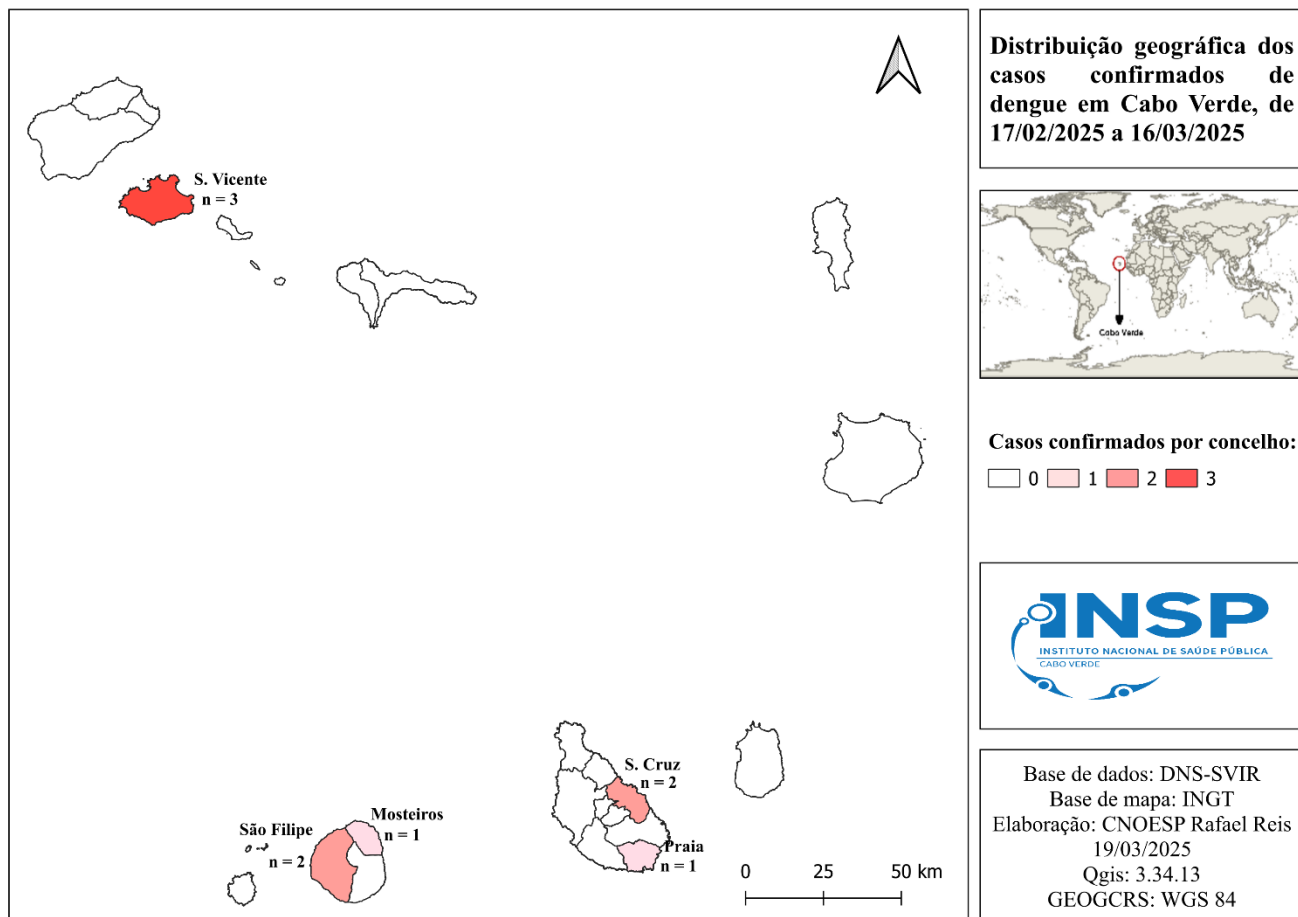 Distribuição geográfica dos
casos confirmados de
dengue em Cabo Verde, de
17/02/2025 a 16/03/2025
S. Vicente
n = 3
Cabo Verde
Casos confirmados por concelho:
0 1 2 3
INSP
INSTITUTO NACIONAL DE SAÚDE PÚBLICA
CABO VERDE
S. Cruz
n = 2
Mosteiros
n = 1
São Filipe
n = 2
Praia
n = 1
0 25 50 km
Base de dados: DNS-SVIR
Base de mapa: INGT
Elaboração: CNOESP Rafael Reis
19/03/2025
Qgis: 3.34.13
GEOGCRS: WGS 84